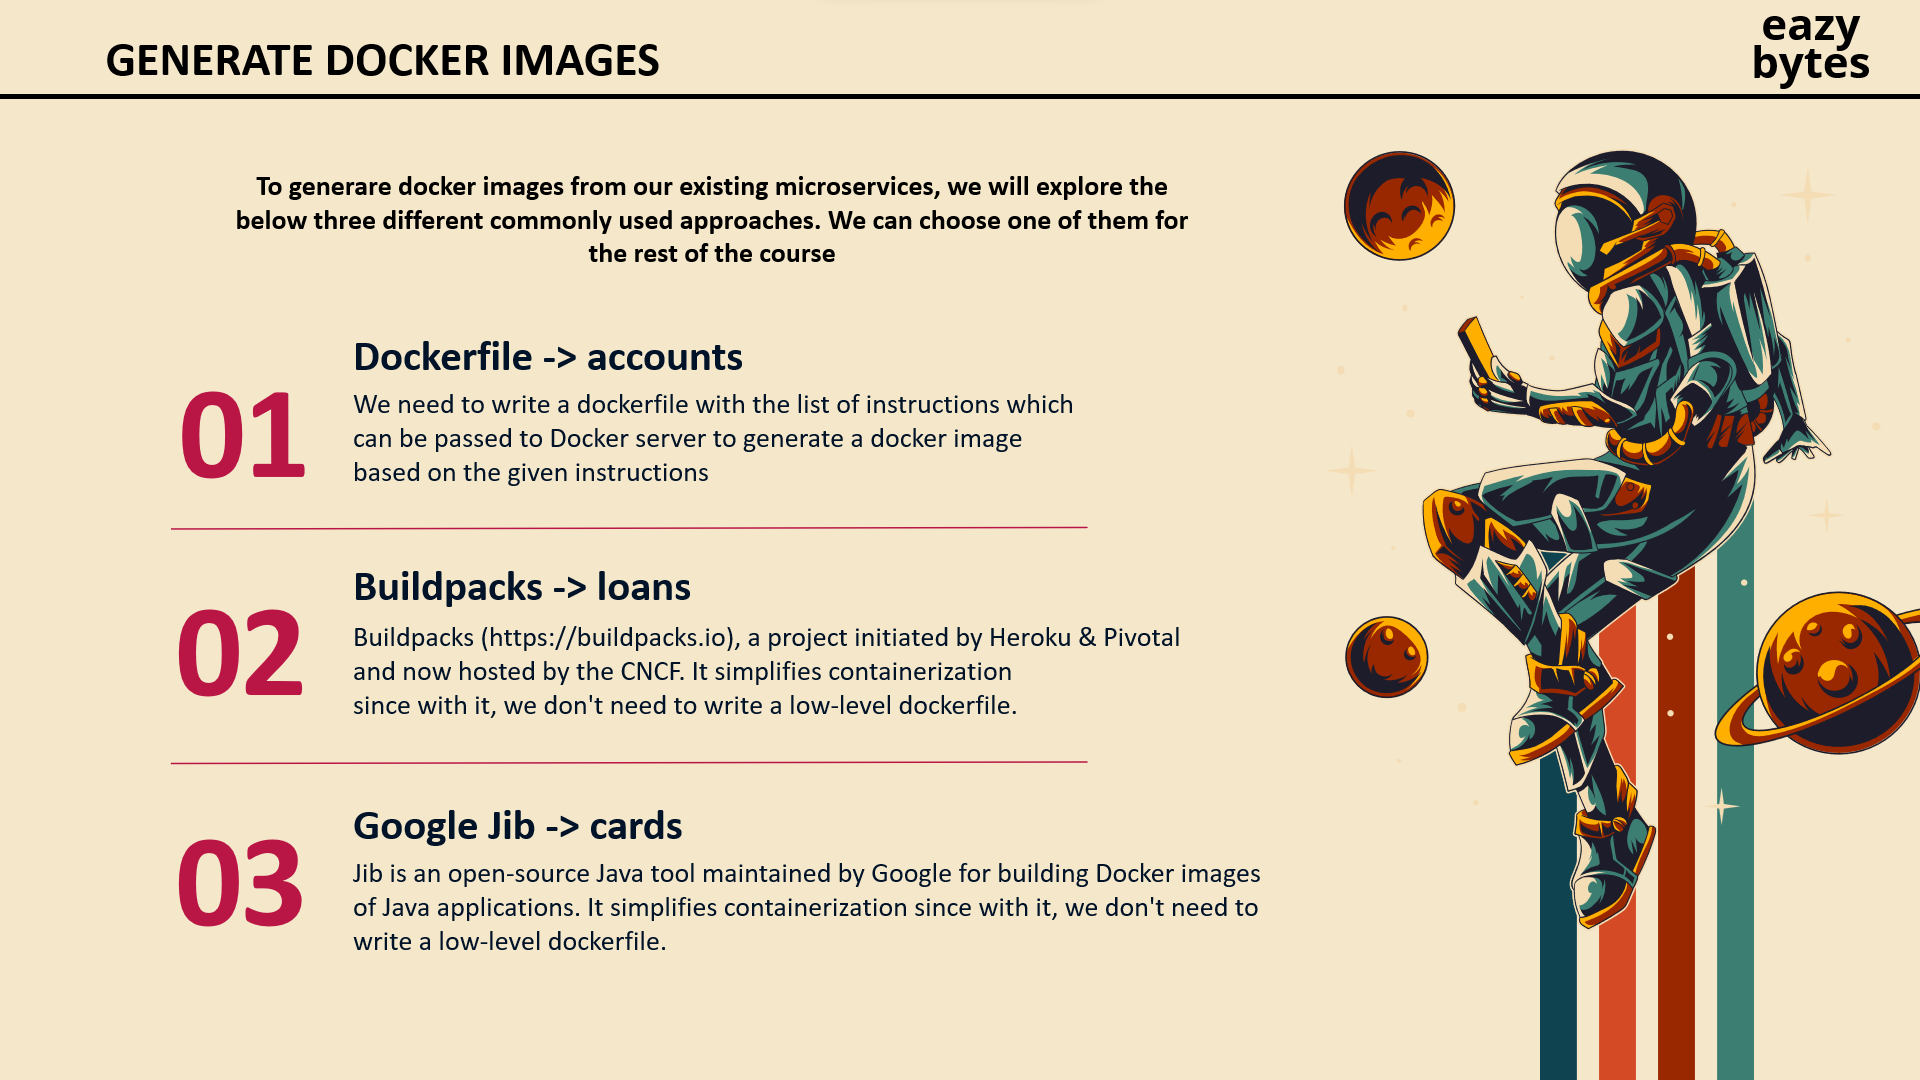 GENERATE DOCKER IMAGES
eazy
bytes
To generare docker images from our existing microservices, we will explore the
below three different commonly used approaches. We can choose one of them for
the rest of the course
01
Dockerfile -> accounts
We need to write a dockerfile with the list of instructions which
can be passed to Docker server to generate a docker image
based on the given instructions
02
Buildpacks -> loans
Buildpacks (https://buildpacks.io), a project initiated by Heroku & Pivotal
and now hosted by the CNCF. It simplifies containerization
since with it, we don't need to write a low-level dockerfile.
03
Google Jib -> cards
Jib is an open-source Java tool maintained by Google for building Docker images
of Java applications. It simplifies containerization since with it, we don't need to
write a low-level dockerfile.